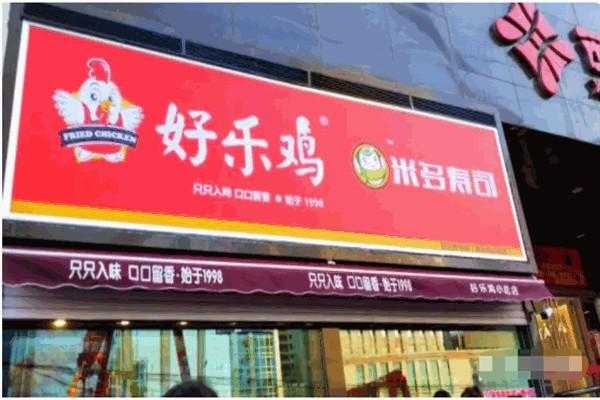 FRIED CHICKEN
好乐鸡®
只只入味 口口留香 ※ 始于1998
米多寿司
只只入味 口口留香·始于1998
只只入味 口口留香·始于1998